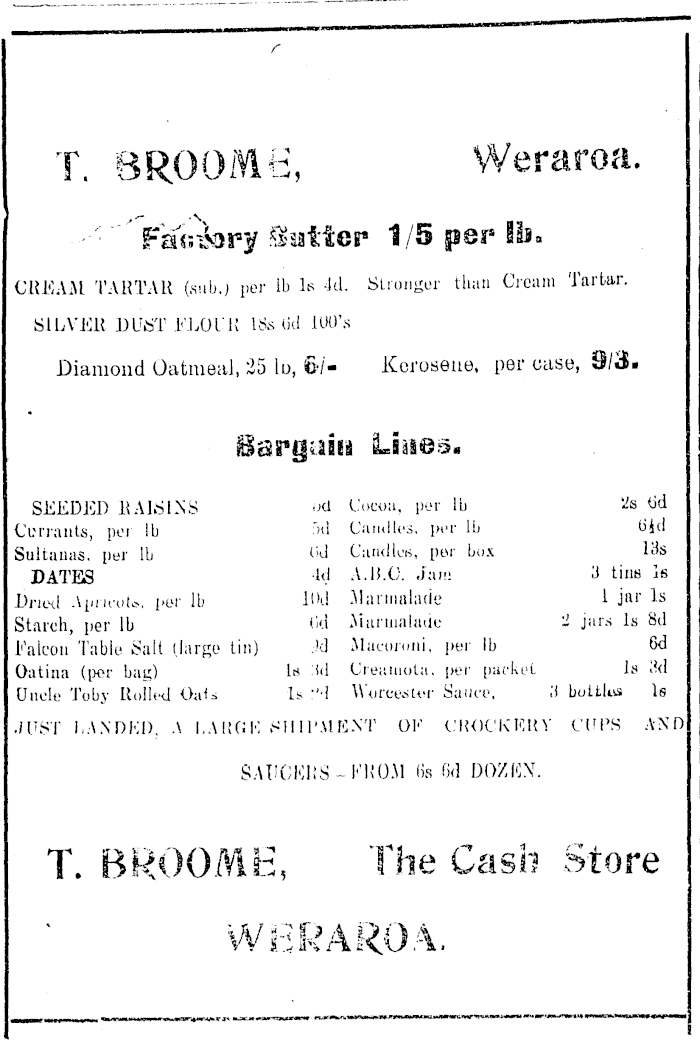 T. BROOME, Weraroa.
Factory Butter 1/5 per lb.
CREAM TARTAR (sub.) per lb 1s 4d. Stronger than Cream Tartar.
SILVER DUST FLOUR 18s 6d 100's
Diamond Oatmeal, 25 lb, 6/- Kerosene, per case, 9/3.
Bargain Lines.
SEEDED RAISINS
Currants, per lb 5d
Sultanas, per lb 6d
DATES 4d
Dried Apricots, per lb 10d
Starch, per lb 6d
Falcon Table Salt (large tin)
Oatina (per bag) 1s 3d
Uncle Toby Rolled Oats 1s
Cocoa, per lb 2s 6d
Candles, per lb 6½d
Candles, per box 13s
A.B.C. Jam 3 tins 1s
Marmalade 1 jar 1s
Marmalade 2 jars 1s 8d
Macoroni, per lb 6d
Creamota, per packet 1s 3d
Worcester Sauce, 3 bottles 1s
JUST LANDED, A LARGE SHIPMENT OF CROCKERY CUPS AND
SAUCERS – FROM 6s 6d DOZEN.
T. BROOME, The Cash Store
WERAROA.